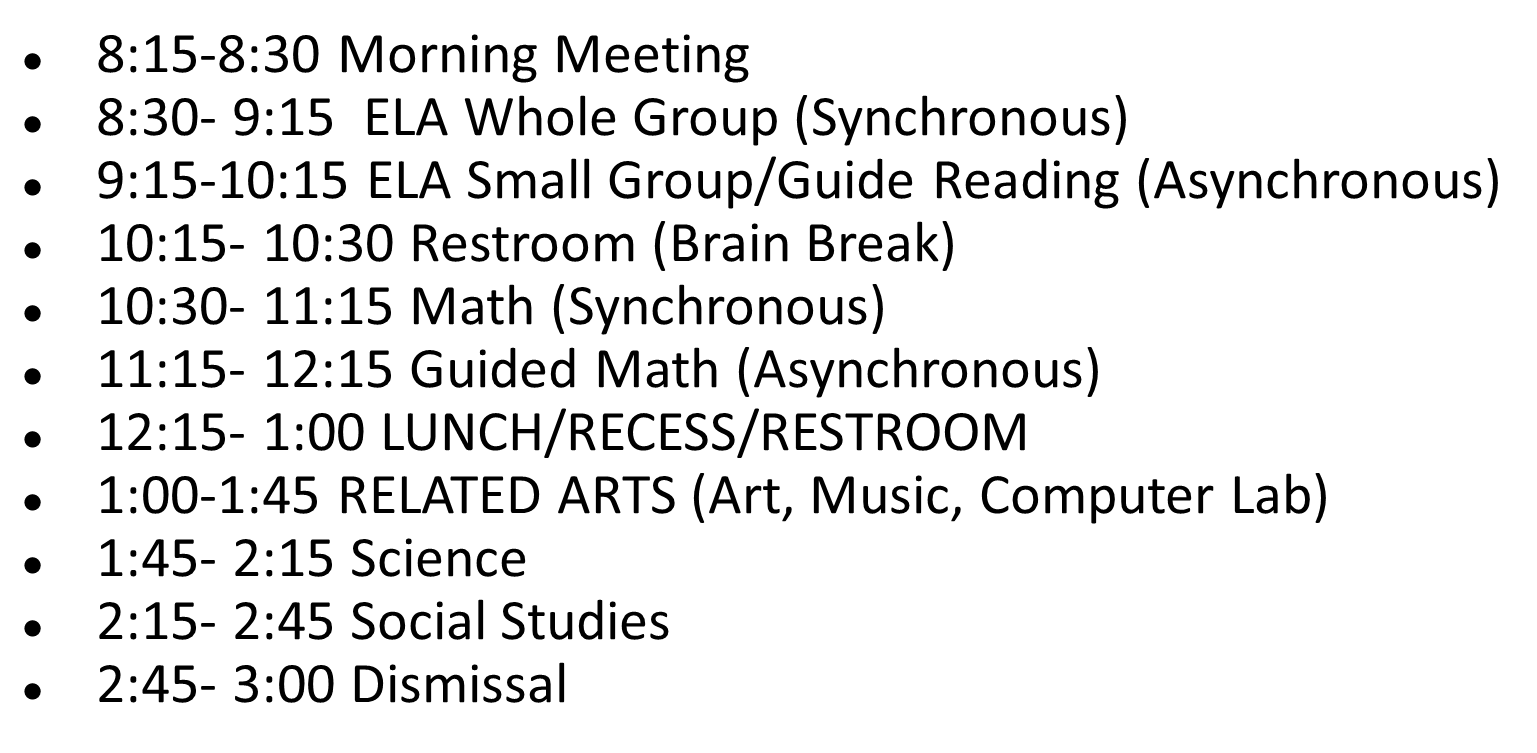 • 8:15-8:30 Morning Meeting
• 8:30- 9:15  ELA Whole Group (Synchronous)
• 9:15-10:15 ELA Small Group/Guide Reading (Asynchronous)
• 10:15- 10:30 Restroom (Brain Break)
• 10:30- 11:15 Math (Synchronous)
• 11:15- 12:15 Guided Math (Asynchronous)
• 12:15- 1:00 LUNCH/RECESS/RESTROOM
• 1:00-1:45 RELATED ARTS (Art, Music, Computer Lab)
• 1:45- 2:15 Science
• 2:15- 2:45 Social Studies
• 2:45- 3:00 Dismissal